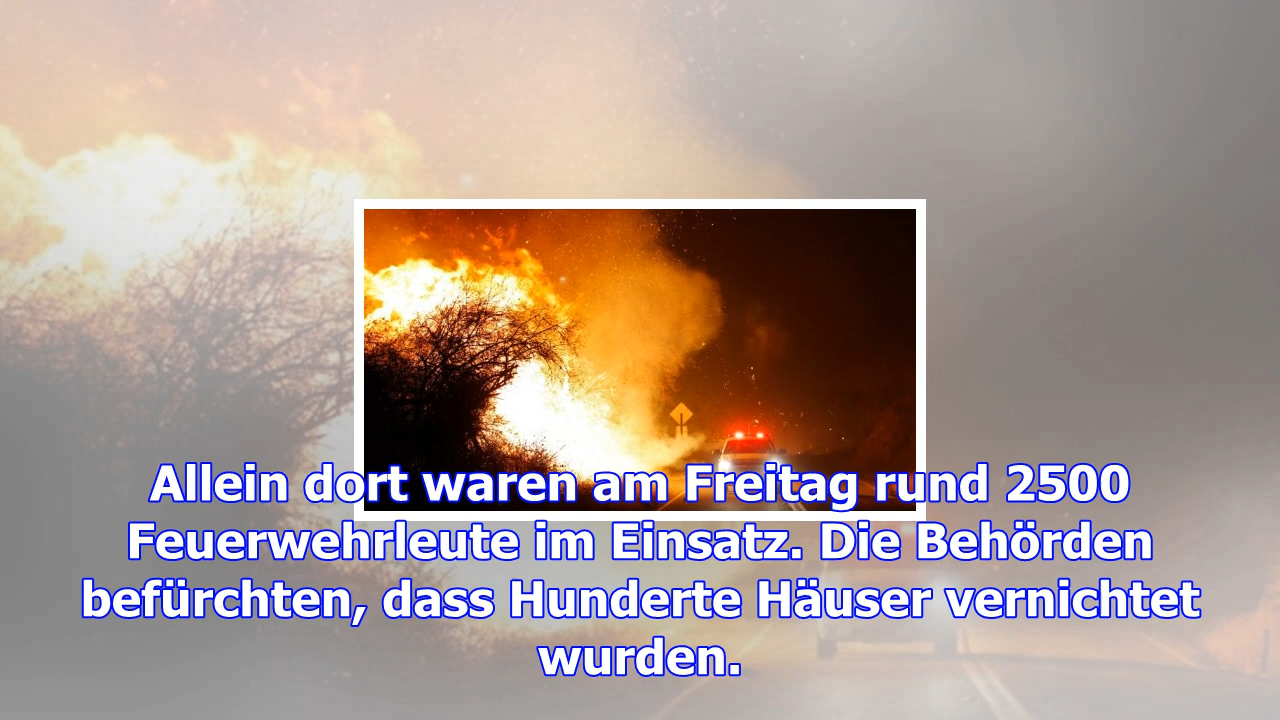 Allein dort waren am Freitag rund 2500
Feuerwehrleute im Einsatz. Die Behörden
befürchten, dass Hunderte Häuser vernichtet
wurden.